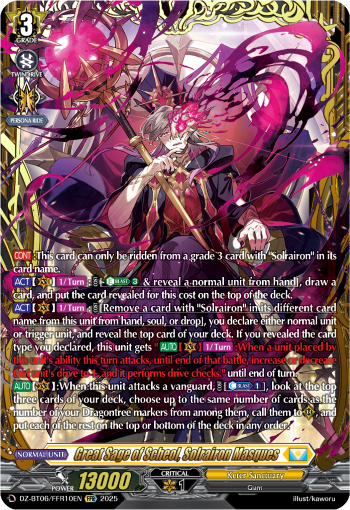 3
GRADE
TWINDRIVE
PERSONA RIDE
CONT This card can only be ridden from a grade 3 card with "Solrairon" in its
card name.
ACT 1/Turn BLAST 3 & reveal a normal unit from hand], draw a
card, and put the card revealed for this cost on the top of the deck.
ACT 1/Turn [Remove a card with "Solrairon" in its different card
name from this unit from hand, soul, or drop], you declare either normal unit
or trigger unit, and reveal the top card of your deck. If you revealed the card
type you declared, this unit gets " AUTO 1/Turn :When a unit placed by
this unit's ability this turn attacks, until end of that battle, increase or decrease
this unit's drive to 1, and it performs drive checks." until end of turn.
AUTO :When this unit attacks a vanguard, BLAST 1 ], look at the top
three cards of your deck, choose up to the same number of cards as the
number of your Dragontree markers from among them, call them to , and
put each of the rest on the top or bottom of the deck in any order.
NORMAL UNIT
Great Sage of Scheol, Solrairon Masques
POWER
13000
CRITICAL
1
Keter Sanctuary
Giant
DZ-BT06/FFR10EN FFR 2025
illust/kaworu